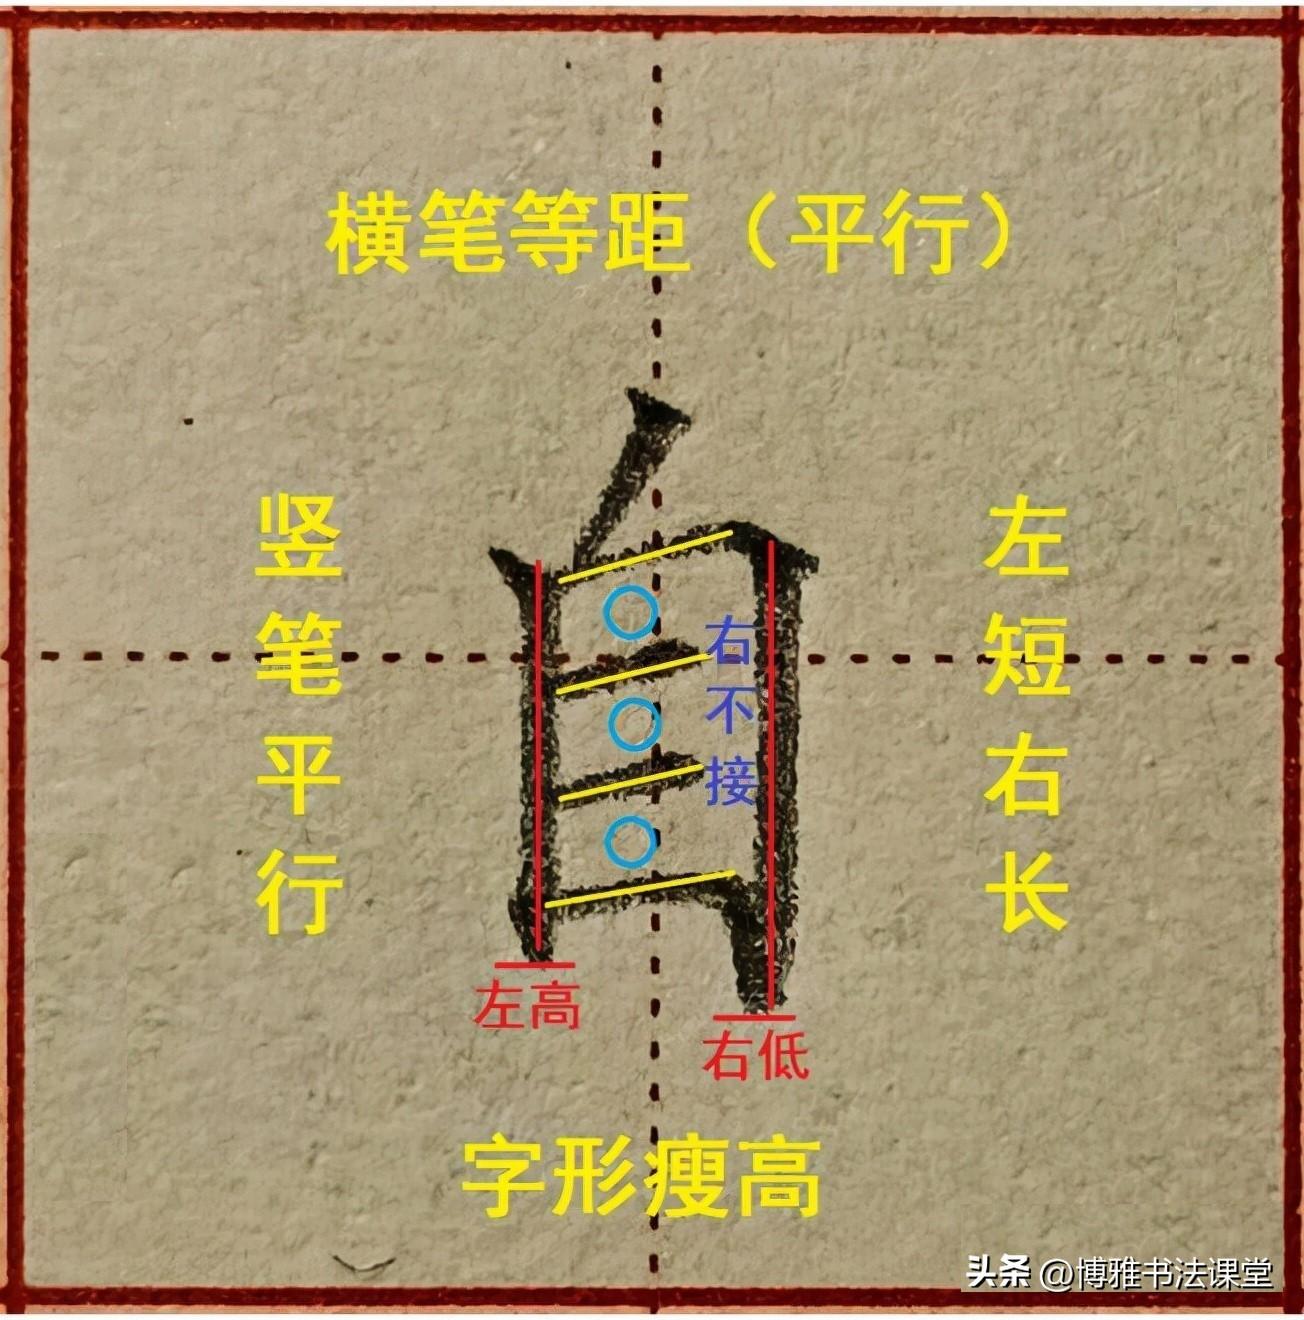 横笔等距（平行）
竖笔平行
自
左短右长
右不接
左高
右低
字形瘦高
头条 @博雅书法课堂